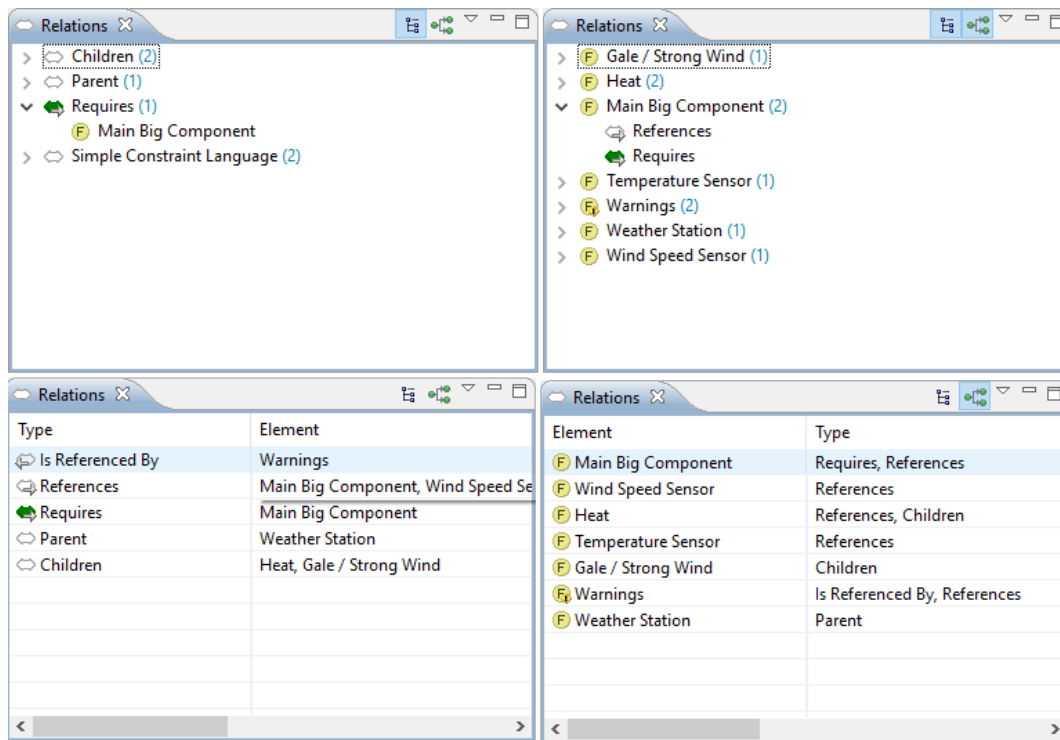 Relations
Children (2)
Parent (1)
Requires (1)
F Main Big Component
Simple Constraint Language (2)
Relations
F Gale / Strong Wind (1)
F Heat (2)
F Main Big Component (2)
References
Requires
F Temperature Sensor (1)
F Warnings (2)
F Weather Station (1)
F Wind Speed Sensor (1)
Relations
Type Element
Is Referenced By Warnings
References Main Big Component, Wind Speed Se
Requires Main Big Component
Parent Weather Station
Children Heat, Gale / Strong Wind
Relations
Element Type
F Main Big Component Requires, References
F Wind Speed Sensor References
F Heat References, Children
F Temperature Sensor References
F Gale / Strong Wind Children
F Warnings Is Referenced By, References
F Weather Station Parent